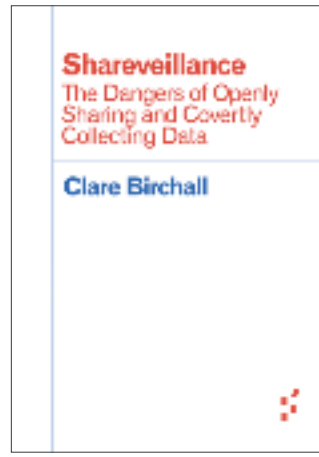 Shareveillance
The Dangers of Openly
Sharing and Covertly
Collecting Data
Clare Birchall